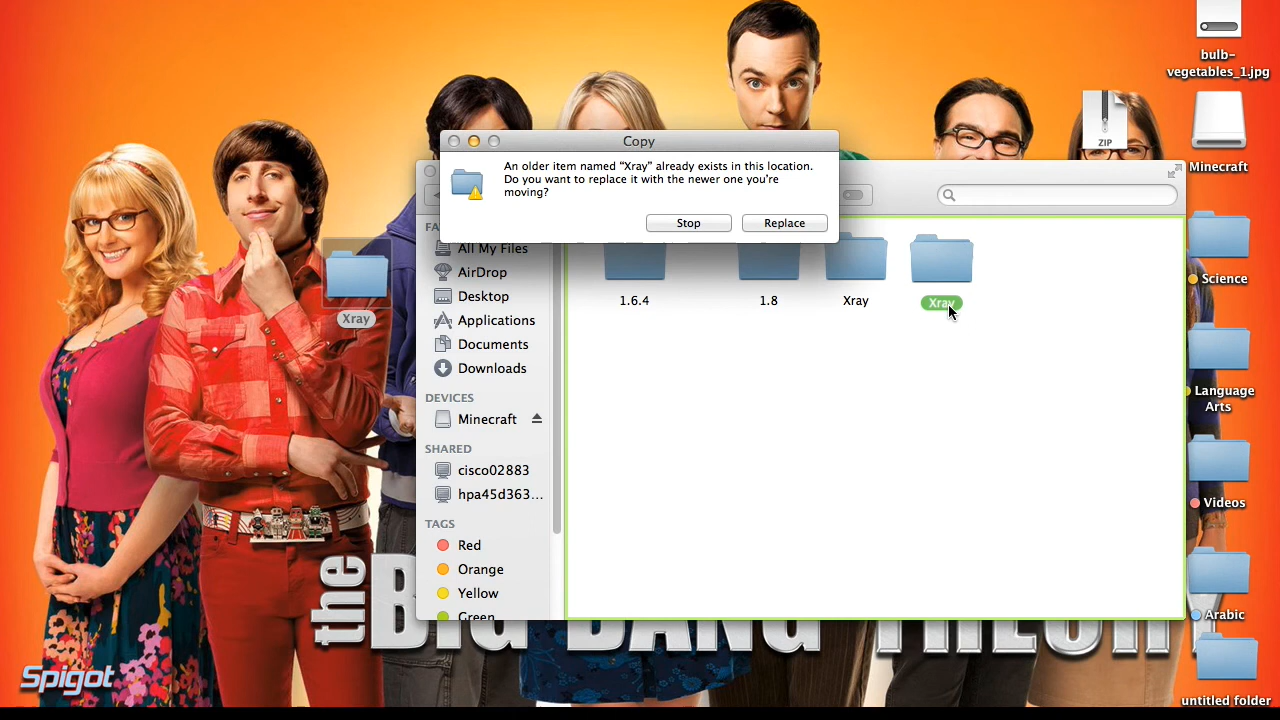 Copy
An older item named “Xray” already exists in this location.
Do you want to replace it with the newer one you're
moving?
Stop
Replace
All My Files
AirDrop
Desktop
Applications
Documents
Downloads
DEVICES
Minecraft
SHARED
cisco02883
hpa45d363...
TAGS
Red
Orange
Yellow
Green
1.6.4
1.8
Xray
Xray
Xray
bulb-
vegetables_1.jpg
ZIP
Minecraft
Science
Language
Arts
Videos
Arabic
untitled folder
the BIG BANG THEORY
Spigot